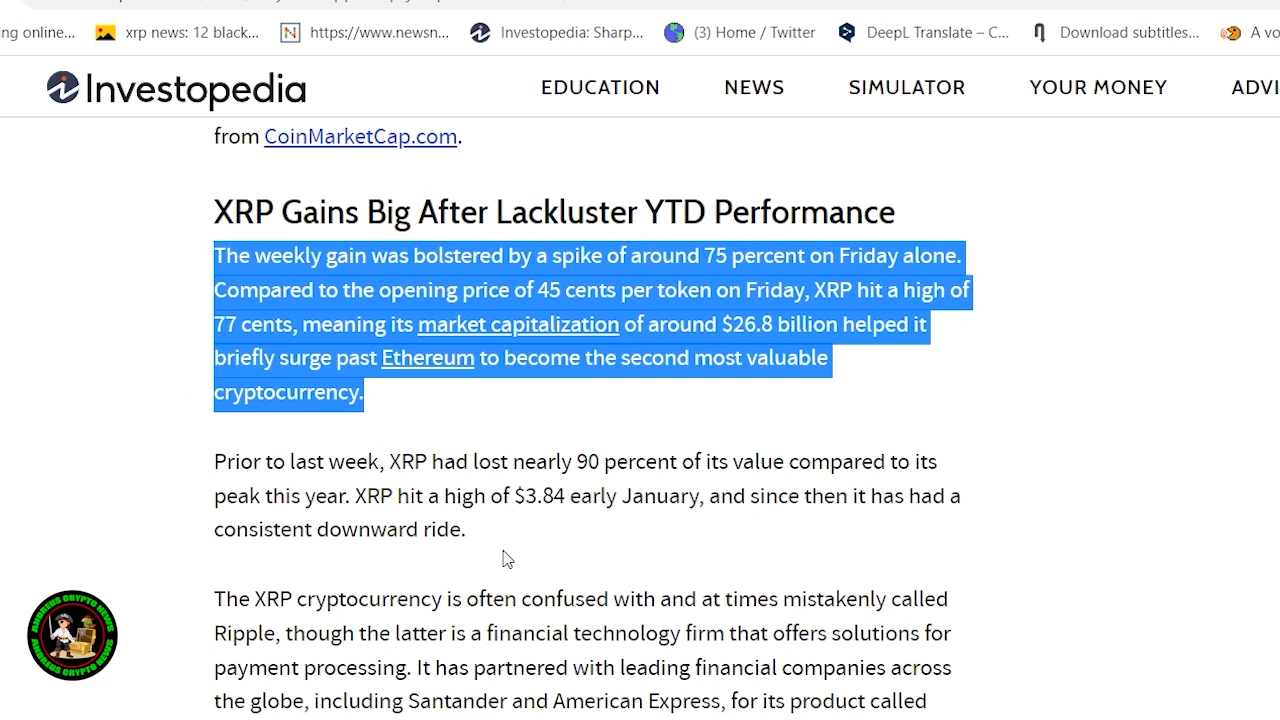 ng online...
xrp news: 12 black...
https://www.newsn...
Investopedia: Sharp...
(3) Home / Twitter
DeepL Translate – C...
Download subtitles...
A vo
Investopedia
EDUCATION
NEWS
SIMULATOR
YOUR MONEY
ADVI
from CoinMarketCap.com.
XRP Gains Big After Lackluster YTD Performance
The weekly gain was bolstered by a spike of around 75 percent on Friday alone.
Compared to the opening price of 45 cents per token on Friday, XRP hit a high of
77 cents, meaning its market capitalization of around $26.8 billion helped it
briefly surge past Ethereum to become the second most valuable
cryptocurrency.
Prior to last week, XRP had lost nearly 90 percent of its value compared to its
peak this year. XRP hit a high of $3.84 early January, and since then it has had a
consistent downward ride.
The XRP cryptocurrency is often confused with and at times mistakenly called
Ripple, though the latter is a financial technology firm that offers solutions for
payment processing. It has partnered with leading financial companies across
the globe, including Santander and American Express, for its product called
ANDREUS CRYPTO NEWS
ANDREUS CRYPTO NEWS